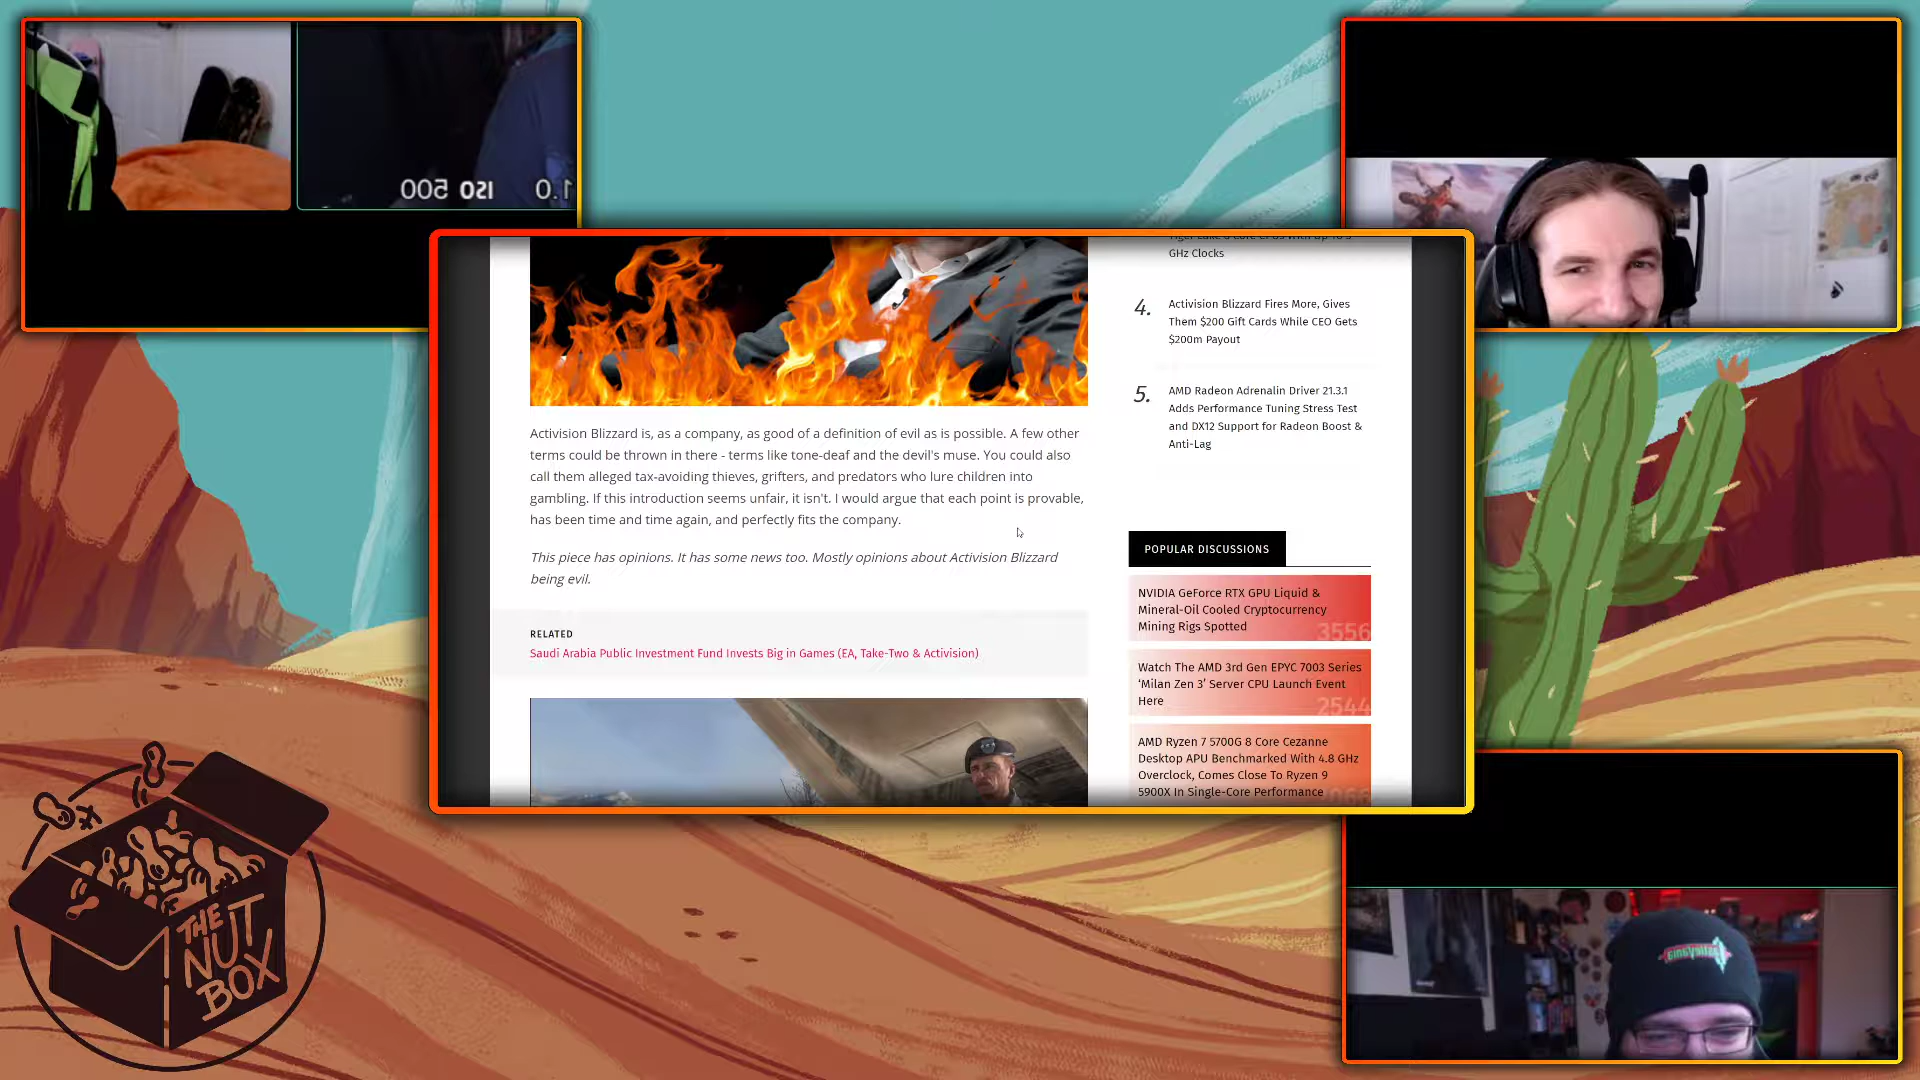 ISO 500 1.0
GHz Clocks
4. Activision Blizzard Fires More, Gives
Them $200 Gift Cards While CEO Gets
$200m Payout
5. AMD Radeon Adrenalin Driver 21.3.1
Adds Performance Tuning Stress Test
and DX12 Support for Radeon Boost &
Anti-Lag
Activision Blizzard is, as a company, as good of a definition of evil as is possible. A few other
terms could be thrown in there - terms like tone-deaf and the devil's muse. You could also
call them alleged tax-avoiding thieves, grifters, and predators who lure children into
gambling. If this introduction seems unfair, it isn't. I would argue that each point is provable,
has been time and time again, and perfectly fits the company.
This piece has opinions. It has some news too. Mostly opinions about Activision Blizzard
being evil.
RELATED
Saudi Arabia Public Investment Fund Invests Big in Games (EA, Take-Two & Activision)
POPULAR DISCUSSIONS
NVIDIA GeForce RTX GPU Liquid &
Mineral-Oil Cooled Cryptocurrency
Mining Rigs Spotted
3556
Watch The AMD 3rd Gen EPYC 7003 Series
‘Milan Zen 3’ Server CPU Launch Event
Here
2544
AMD Ryzen 7 5700G 8 Core Cezanne
Desktop APU Benchmarked With 4.8 GHz
Overclock, Comes Close To Ryzen 9
5900X In Single-Core Performance
THE
NUT
BOX